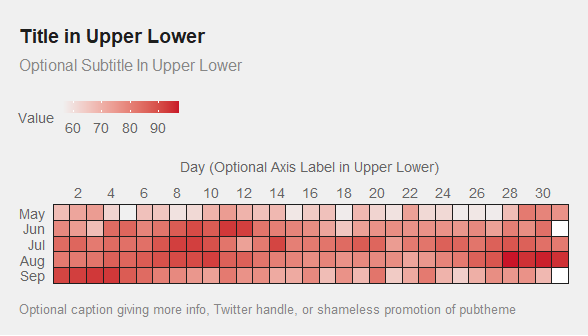 Title in Upper Lower
Optional Subtitle In Upper Lower
Value
60 70 80 90
Day (Optional Axis Label in Upper Lower)
2 4 6 8 10 12 14 16 18 20 22 24 26 28 30
May
Jun
Jul
Aug
Sep
Optional caption giving more info, Twitter handle, or shameless promotion of pubtheme